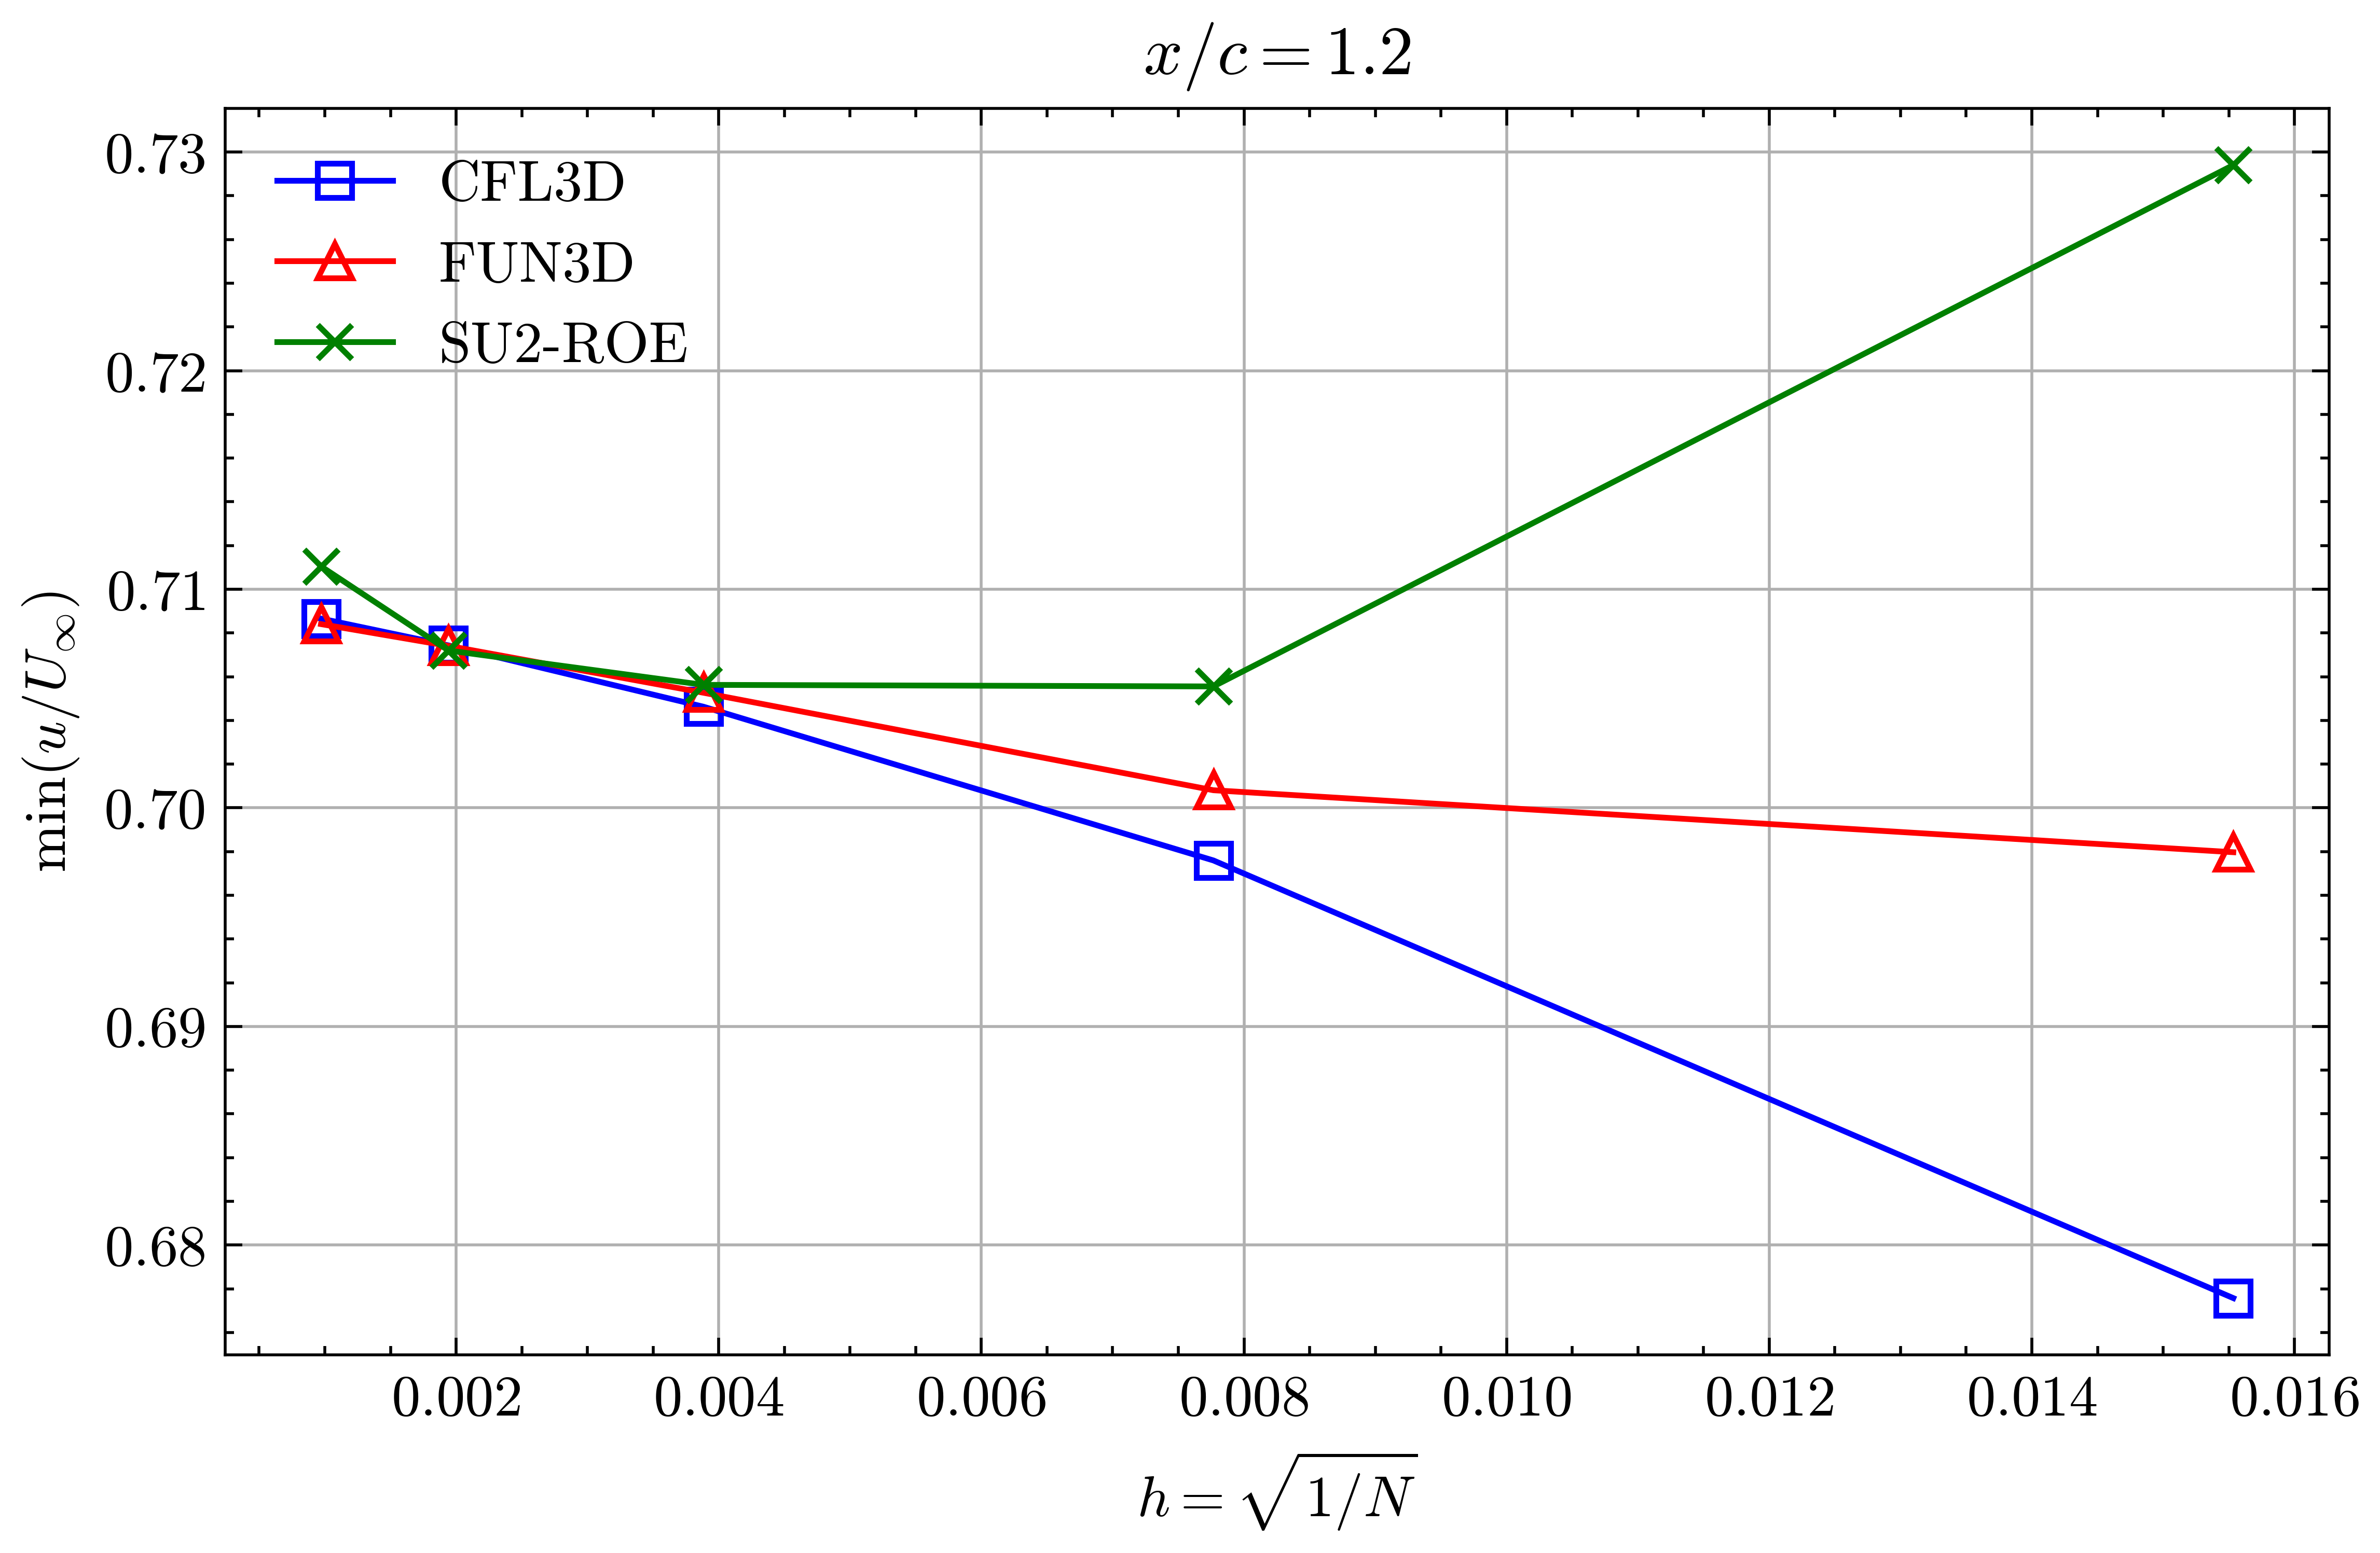 x/c = 1.2
0.73
0.72
0.71
0.70
0.69
0.68
min(u/U∞)
CFL3D
FUN3D
SU2-ROE
0.002 0.004 0.006 0.008 0.010 0.012 0.014 0.016
h = √1/N